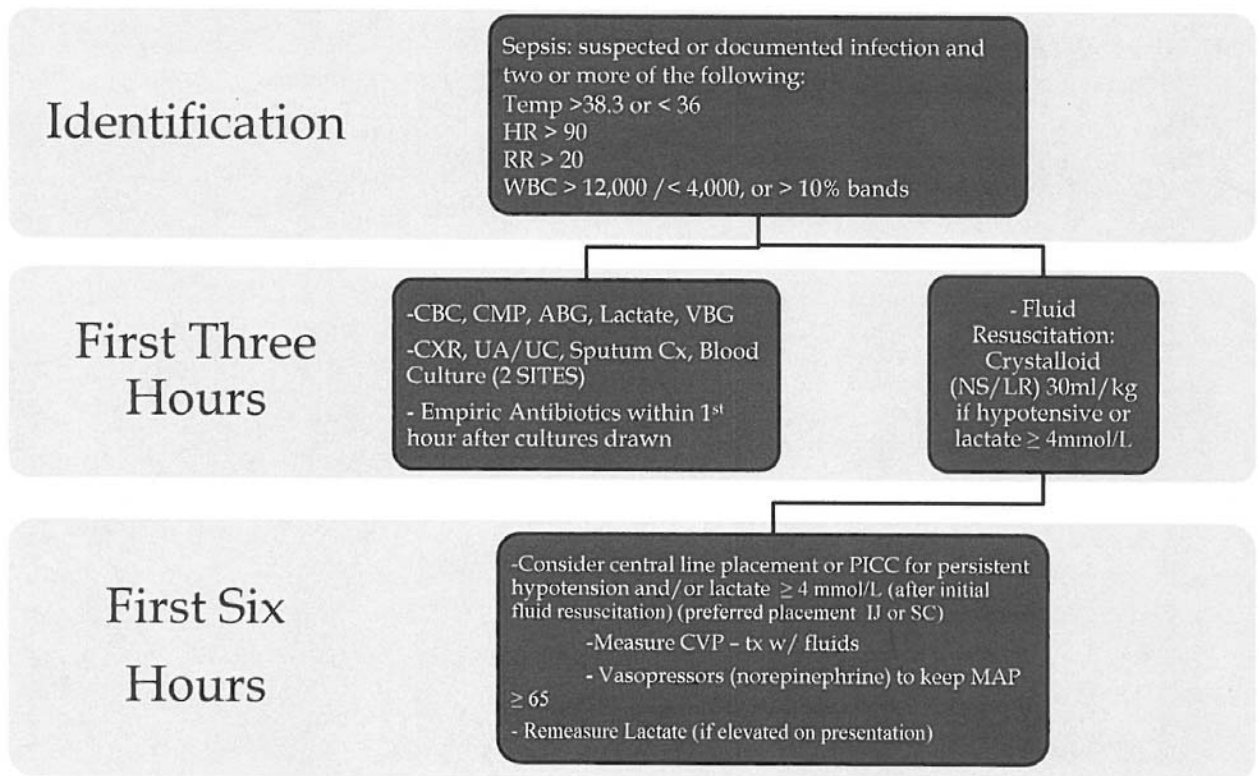 Identification
Sepsis: suspected or documented infection and
two or more of the following:
Temp >38.3 or < 36
HR > 90
RR > 20
WBC > 12,000 /< 4,000, or > 10% bands
First Three
Hours
-CBC, CMP, ABG, Lactate, VBG
-CXR, UA/UC, Sputum Cx, Blood
Culture (2 SITES)
- Empiric Antibiotics within 1st
hour after cultures drawn
- Fluid
Resuscitation:
Crystalloid
(NS/LR) 30ml/kg
if hypotensive or
lactate ≥ 4mmol/L
First Six
Hours
-Consider central line placement or PICC for persistent
hypotension and/or lactate ≥ 4 mmol/L (after initial
fluid resuscitation) (preferred placement IJ or SC)
-Measure CVP – tx w/ fluids
- Vasopressors (norepinephrine) to keep MAP
≥ 65
- Remeasure Lactate (if elevated on presentation)